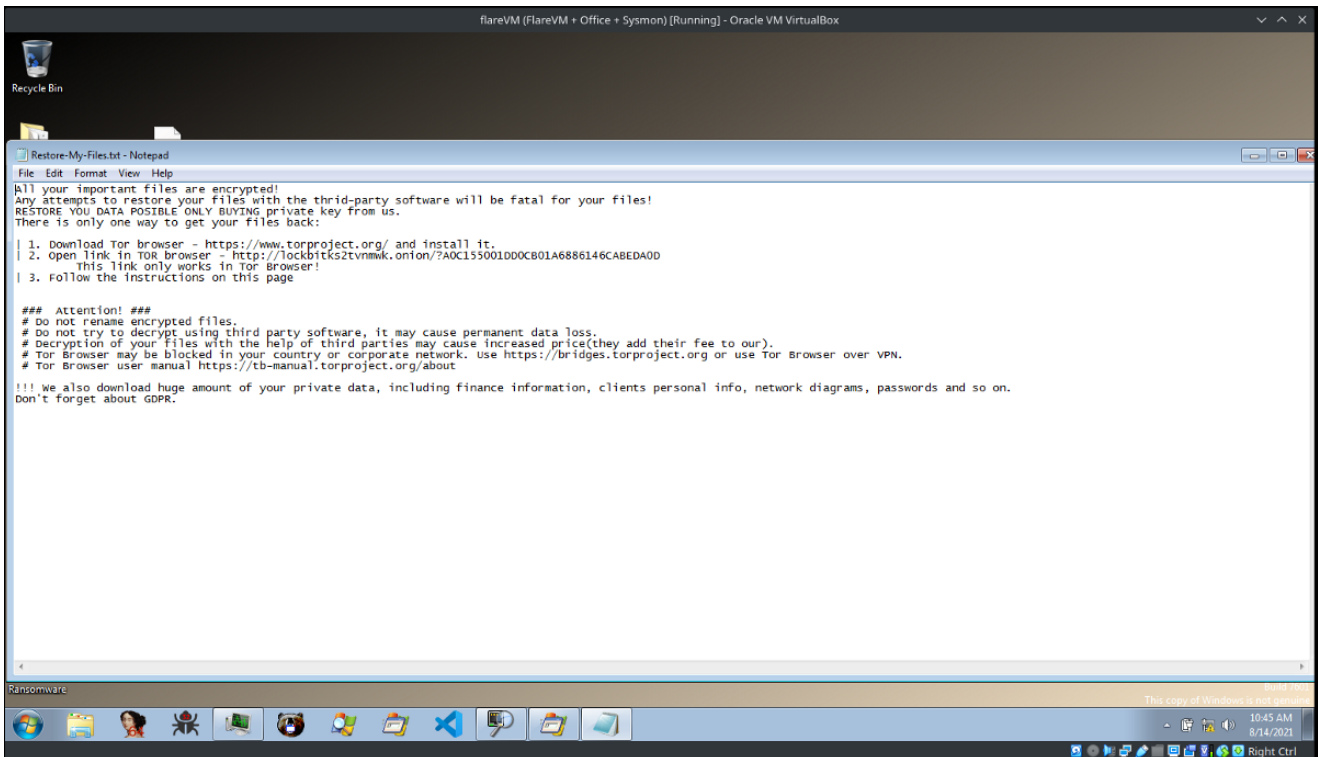 flareVM (FlareVM + Office + Sysmon) [Running] - Oracle VM VirtualBox
Recycle Bin
Restore-My-Files.txt - Notepad
File Edit Format View Help
All your important files are encrypted!
Any attempts to restore your files with the thrid-party software will be fatal for your files!
RESTORE YOU DATA POSIBLE ONLY BUYING private key from us.
There is only one way to get your files back:
| 1. Download Tor browser - https://www.torproject.org/ and install it.
| 2. Open link in TOR browser - http://lockbitks2tvnmwk.onion/?A0C155001DD0CB01A6886146CABEDA0D
This link only works in Tor Browser!
| 3. Follow the instructions on this page
### Attention! ###
# Do not rename encrypted files.
# Do not try to decrypt using third party software, it may cause permanent data loss.
# Decryption of your files with the help of third parties may cause increased price(they add their fee to our).
# Tor Browser may be blocked in your country or corporate network. Use https://bridges.torproject.org or use Tor Browser over VPN.
# Tor Browser user manual https://tb-manual.torproject.org/about
!!! We also download huge amount of your private data, including finance information, clients personal info, network diagrams, passwords and so on.
Don't forget about GDPR.
Ransomware
Build 7601
This copy of Windows is not genuine
10:45 AM
8/14/2021
Right Ctrl